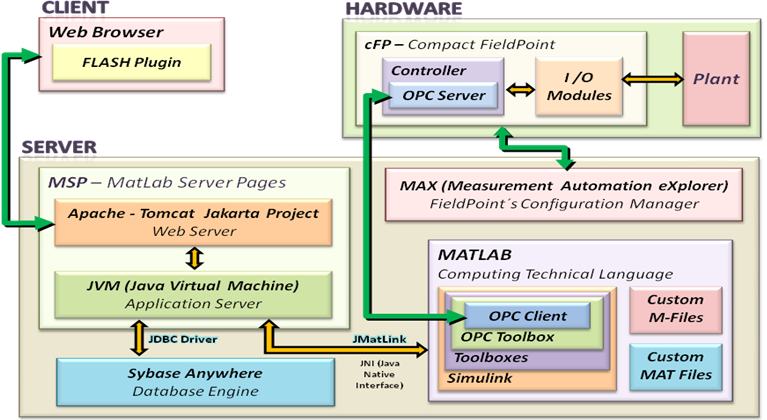 CLIENT
Web Browser
FLASH Plugin
HARDWARE
cFP – Compact FieldPoint
Controller
OPC Server
I/O
Modules
Plant
SERVER
MSP – MatLab Server Pages
Apache - Tomcat Jakarta Project
Web Server
JVM (Java Virtual Machine)
Application Server
JDBC Driver
JMatLink
JNI (Java
Native
Interface)
Sybase Anywhere
Database Engine
MAX (Measurement Automation eXplorer)
FieldPoint´s Configuration Manager
MATLAB
Computing Technical Language
OPC Client
OPC Toolbox
Toolboxes
Simulink
Custom
M-Files
Custom
MAT Files